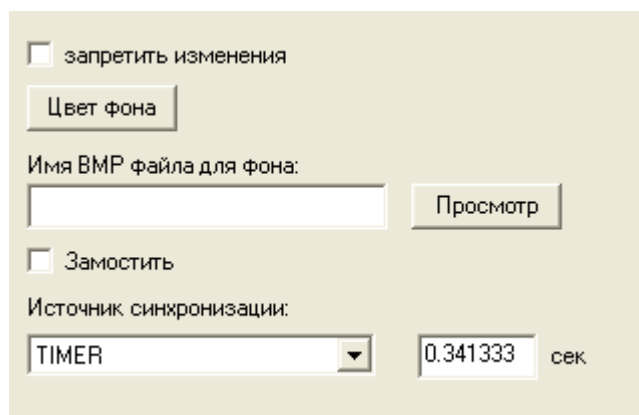 запретить изменения
Цвет фона
Имя BMP файла для фона:
Просмотр
Замостить
Источник синхронизации:
TIMER 0.341333 сек